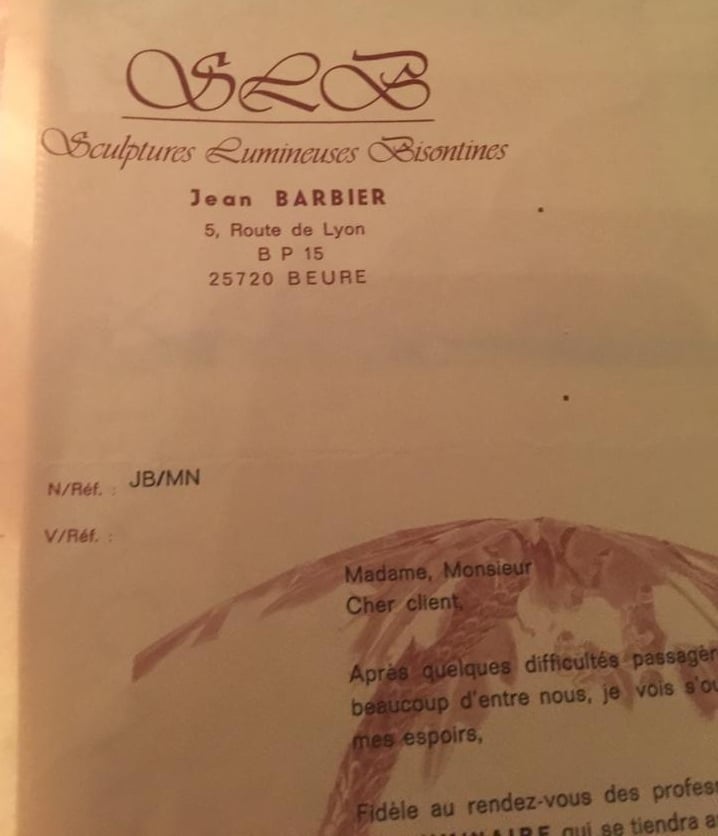 SLB
Sculptures Lumineuses Bisontines
Jean BARBIER
5, Route de Lyon
B P 15
25720 BEURE
N/Réf. : JB/MN
V/Réf. :
Madame, Monsieur
Cher client,
Après quelques difficultés
beaucoup d'entre nous, je vois
mes espoirs,
Fidèle au rendez-vous des
qui se tiendra